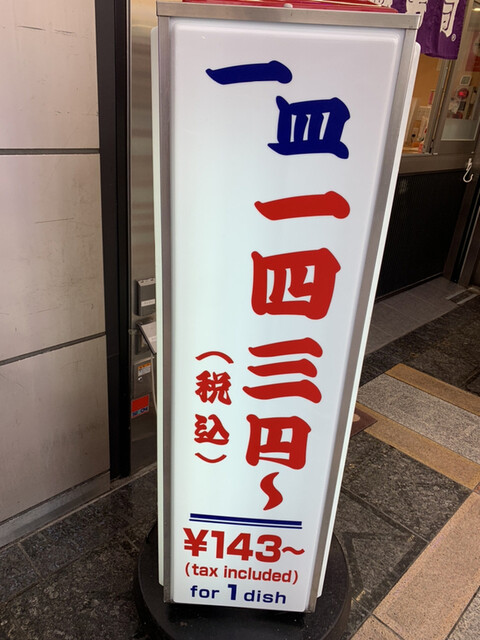 一皿
一四三円~
(税込)
¥143~
(tax included)
for 1 dish